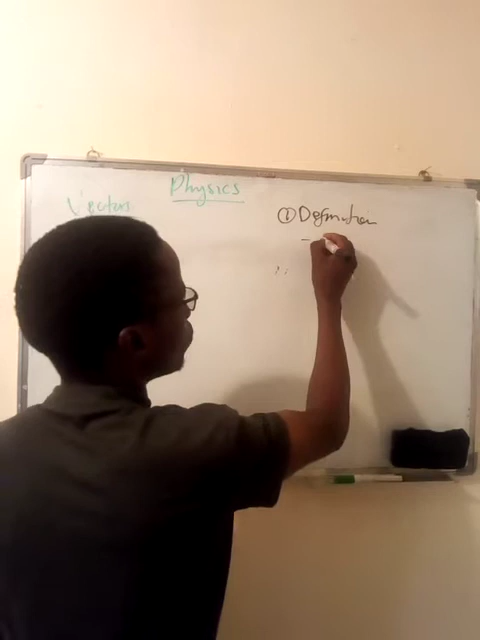 Physics
Vectors
① Definition
-